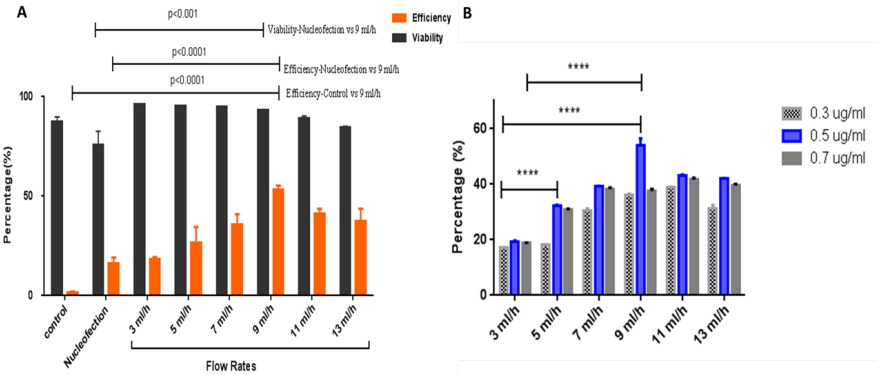 A
p<0.001
Viability-Nucleofection vs 9 ml/h
p<0.0001
Efficiency-Nucleofection vs 9 ml/h
p<0.0001
Efficiency-Control vs 9 ml/h
Efficiency
Viability
Percentage(%)
100
50
0
control
Nucleofection
3 ml/h
5 ml/h
7 ml/h
9 ml/h
11 ml/h
13 ml/h
Flow Rates
B
****
****
****
0.3 ug/ml
0.5 ug/ml
0.7 ug/ml
Percentage (%)
60
40
20
0
3 ml/h
5 ml/h
7 ml/h
9 ml/h
11 ml/h
13 ml/h